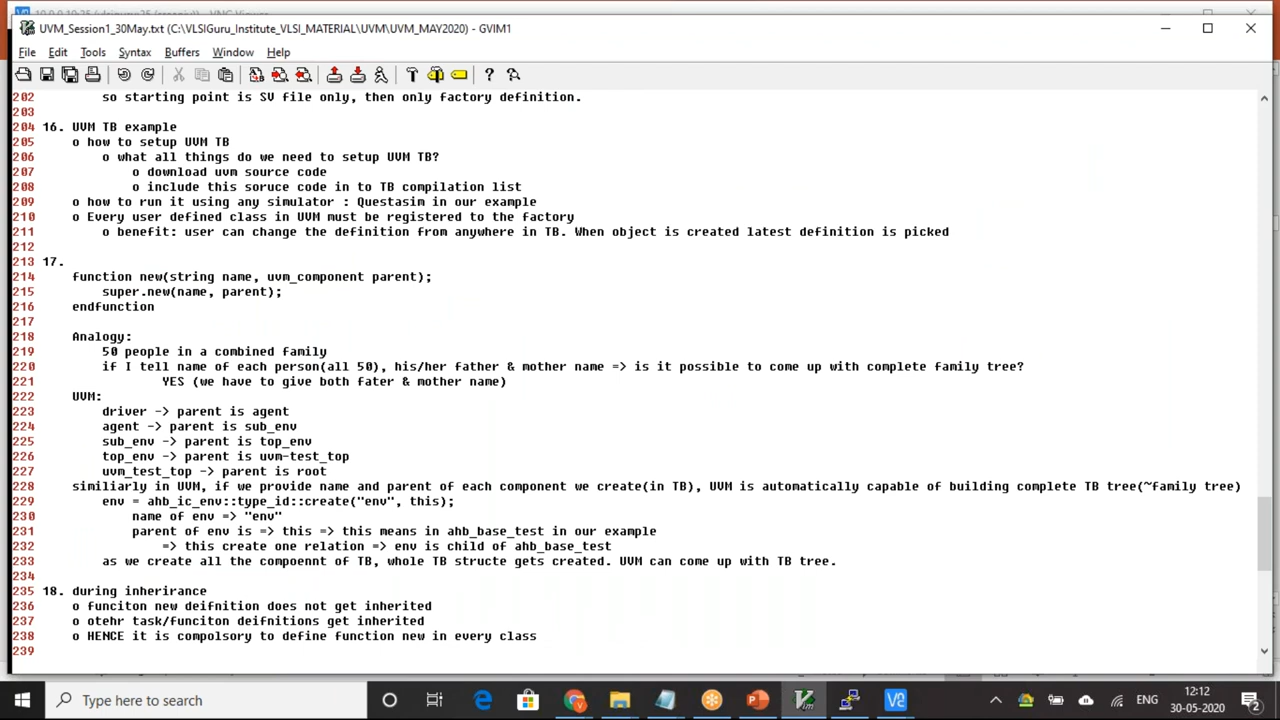 UVM_Session1_30May.txt (C:\VLSIGuru_Institute_VLSI_MATERIAL\UVM\UVM_MAY2020) - GVIM1
File Edit Tools Syntax Buffers Window Help
202 so starting point is SV file only, then only factory definition.
203
204 16. UVM TB example
205 o how to setup UVM TB
206 o what all things do we need to setup UVM TB?
207 o download uvm source code
208 o include this soruce code in to TB compilation list
209 o how to run it using any simulator : Questasim in our example
210 o Every user defined class in UVM must be registered to the factory
211 o benefit: user can change the definition from anywhere in TB. When object is created latest definition is picked
212
213 17.
214 function new(string name, uvm_component parent);
215 super.new(name, parent);
216 endfunction
217
218 Analogy:
219 50 people in a combined family
220 if I tell name of each person(all 50), his/her father & mother name => is it possible to come up with complete family tree?
221 YES (we have to give both fater & mother name)
222 UVM:
223 driver -> parent is agent
224 agent -> parent is sub_env
225 sub_env -> parent is top_env
226 top_env -> parent is uvm-test_top
227 uvm_test_top -> parent is root
228 similiarly in UVM, if we provide name and parent of each component we create(in TB), UVM is automatically capable of building complete TB tree(~family tree)
229 env = ahb_ic_env::type_id::create("env", this);
230 name of env => "env"
231 parent of env is => this => this means in ahb_base_test in our example
232 => this create one relation => env is child of ahb_base_test
233 as we create all the compoennt of TB, whole TB structe gets created. UVM can come up with TB tree.
234
235 18. during inherirance
236 o funciton new deifnition does not get inherited
237 o otehr task/funciton deifnitions get inherited
238 o HENCE it is compolsory to define function new in every class
239
Type here to search
ENG
12:12
30-05-2020
2